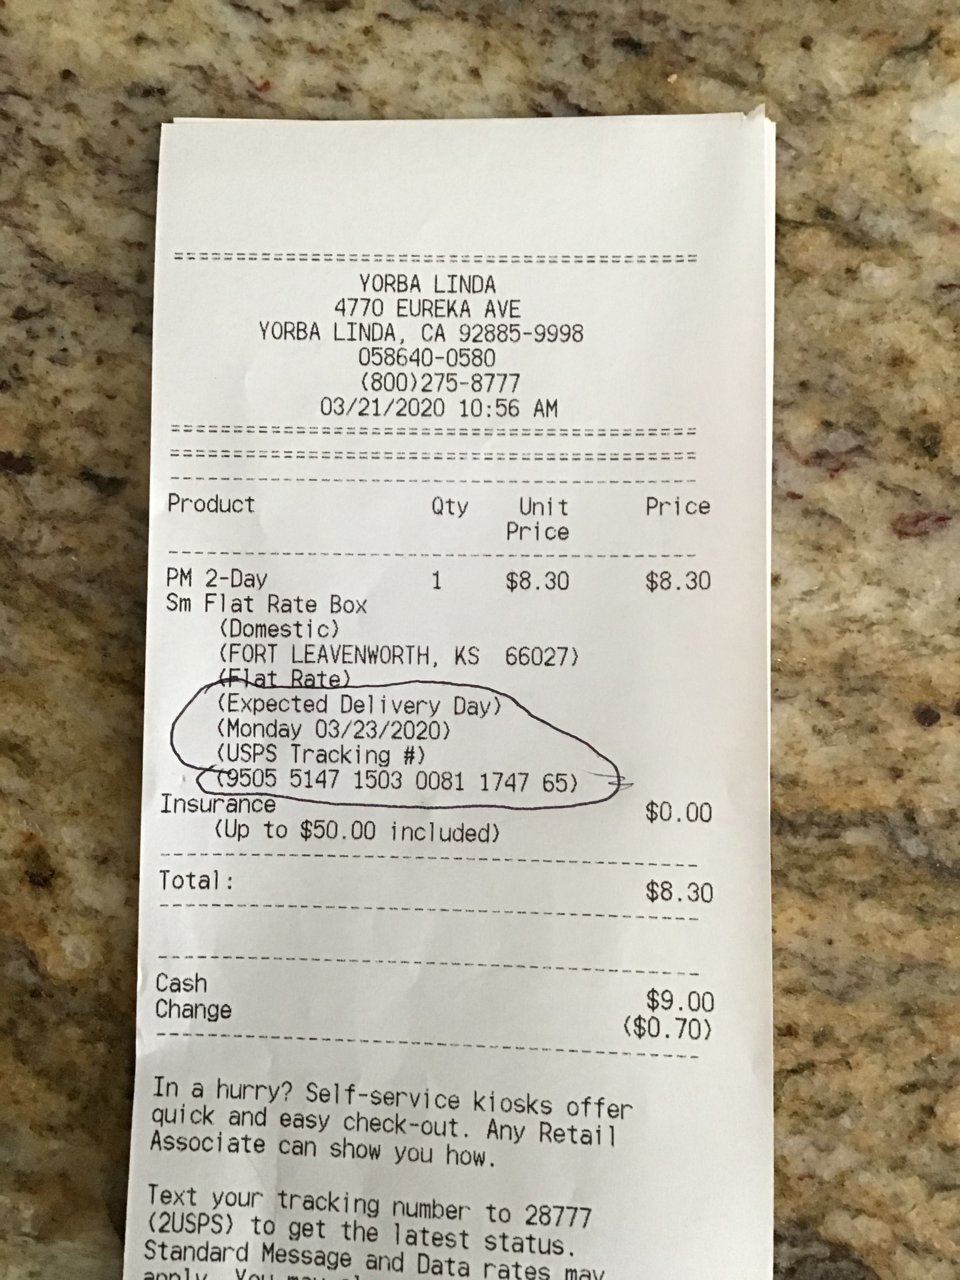 ========================================
YORBA LINDA
4770 EUREKA AVE
YORBA LINDA, CA 92885-9998
058640-0580
(800)275-8777
03/21/2020 10:56 AM
========================================
========================================
----------------------------------------
Product Qty Unit Price
Price
----------------------------------------
PM 2-Day 1 $8.30 $8.30
Sm Flat Rate Box
(Domestic)
(FORT LEAVENWORTH, KS 66027)
(Flat Rate)
(Expected Delivery Day)
(Monday 03/23/2020)
(USPS Tracking #)
(9505 5147 1503 0081 1747 65)
Insurance $0.00
(Up to $50.00 included)
----------------------------------------
Total: $8.30
----------------------------------------
----------------------------------------
Cash $9.00
Change ($0.70)
----------------------------------------
In a hurry? Self-service kiosks offer
quick and easy check-out. Any Retail
Associate can show you how.
Text your tracking number to 28777
(2USPS) to get the latest status.
Standard Message and Data rates may
apply. You may